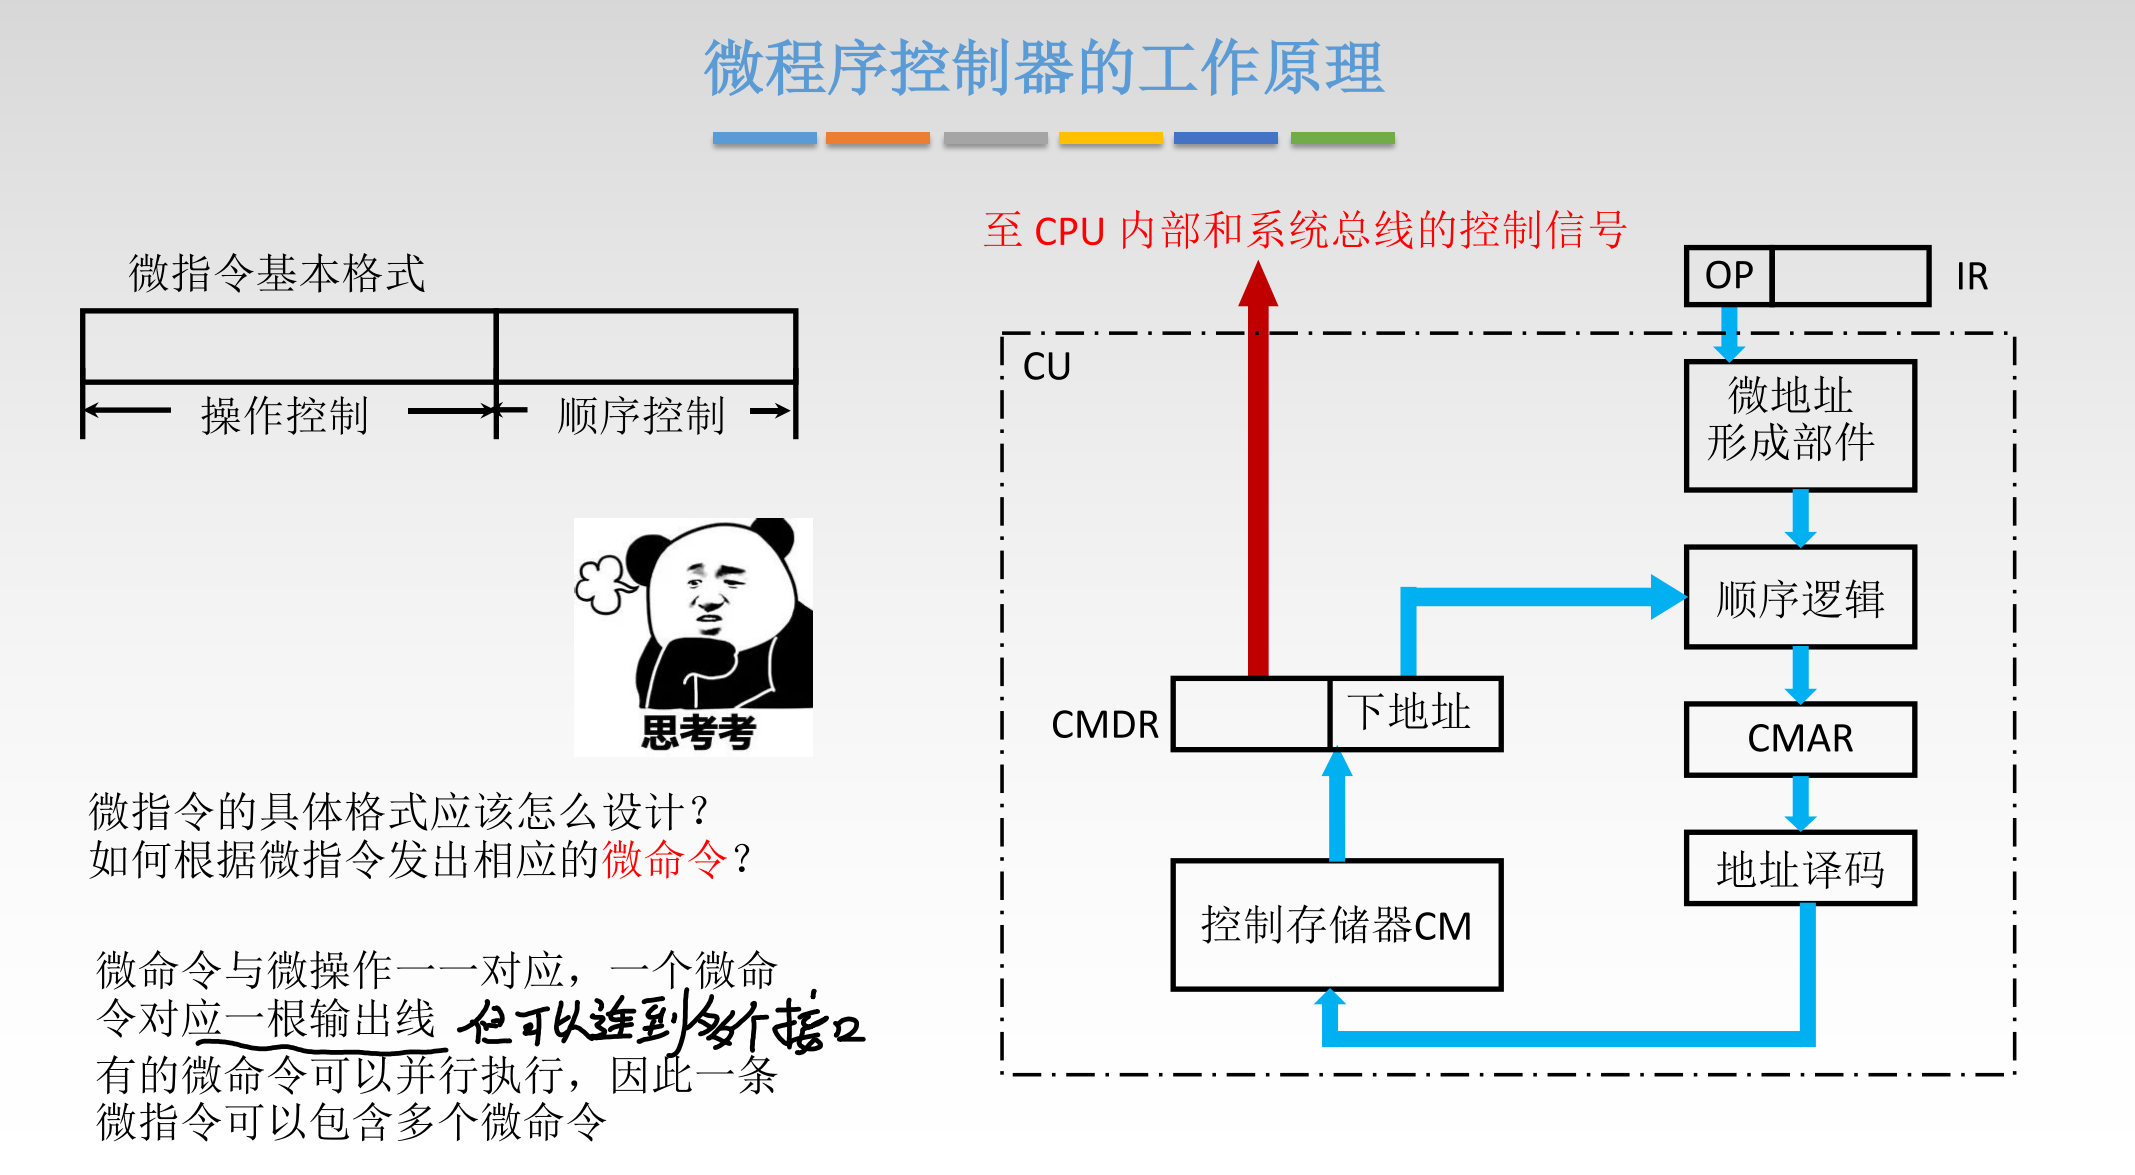 微程序控制器的工作原理
微指令基本格式
操作控制
顺序控制
思考考
微指令的具体格式应该怎么设计？
如何根据微指令发出相应的微命令？
微命令与微操作一一对应，一个微命
令对应一根输出线 但可以连到多个接口
有的微命令可以并行执行，因此一条
微指令可以包含多个微命令
至 CPU 内部和系统总线的控制信号
OP
IR
CU
微地址
形成部件
顺序逻辑
CMDR
下地址
CMAR
地址译码
控制存储器CM